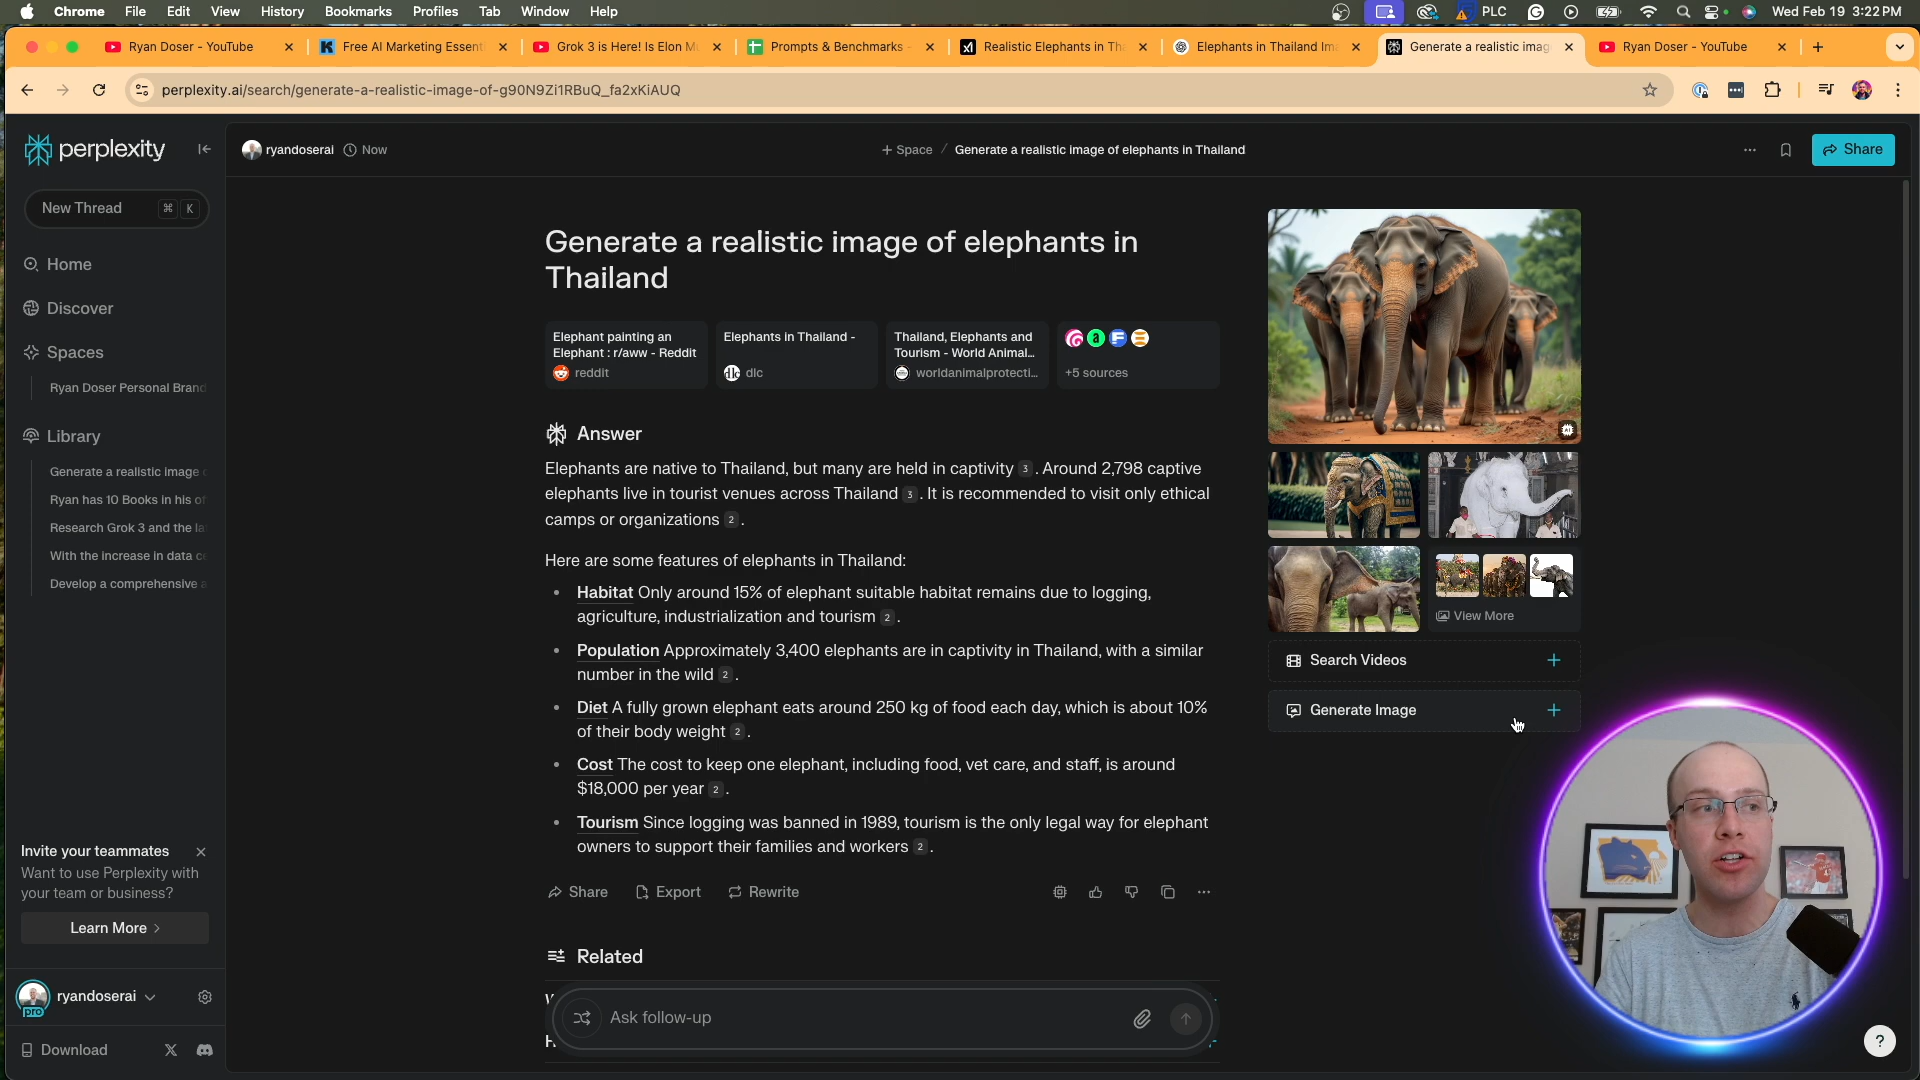 Chrome File Edit View History Bookmarks Profiles Tab Window Help
PLC
Wed Feb 19 3:22 PM
Ryan Doser - YouTube
Free AI Marketing Essent
Grok 3 is Here! Is Elon M
Prompts & Benchmarks -
Realistic Elephants in Th
Elephants in Thailand Im
Generate a realistic imag
Ryan Doser - YouTube
perplexity.ai/search/generate-a-realistic-image-of-g90N9Zi1RBuQ_fa2xKiAUQ
perplexity
ryandoserai Now
Space / Generate a realistic image of elephants in Thailand
Share
New Thread ⌘ K
Home
Discover
Spaces
Ryan Doser Personal Brand
Library
Generate a realistic image
Ryan has 10 Books in his of
Research Grok 3 and the la
With the increase in data ce
Develop a comprehensive a
Invite your teammates
Want to use Perplexity with
your team or business?
Learn More >
ryandoserai
pro
Download
Generate a realistic image of elephants in
Thailand
Elephant painting an
Elephant : r/aww - Reddit
reddit
Elephants in Thailand -
dlc
Thailand, Elephants and
Tourism - World Animal...
worldanimalprotecti...
+5 sources
Answer
Elephants are native to Thailand, but many are held in captivity 3 . Around 2,798 captive
elephants live in tourist venues across Thailand 3 . It is recommended to visit only ethical
camps or organizations 2 .
Here are some features of elephants in Thailand:
• Habitat Only around 15% of elephant suitable habitat remains due to logging,
agriculture, industrialization and tourism 2 .
• Population Approximately 3,400 elephants are in captivity in Thailand, with a similar
number in the wild 2 .
• Diet A fully grown elephant eats around 250 kg of food each day, which is about 10%
of their body weight 2 .
• Cost The cost to keep one elephant, including food, vet care, and staff, is around
$18,000 per year 2 .
• Tourism Since logging was banned in 1989, tourism is the only legal way for elephant
owners to support their families and workers 2 .
Share Export Rewrite
Related
Ask follow-up
View More
Search Videos +
Generate Image +
?